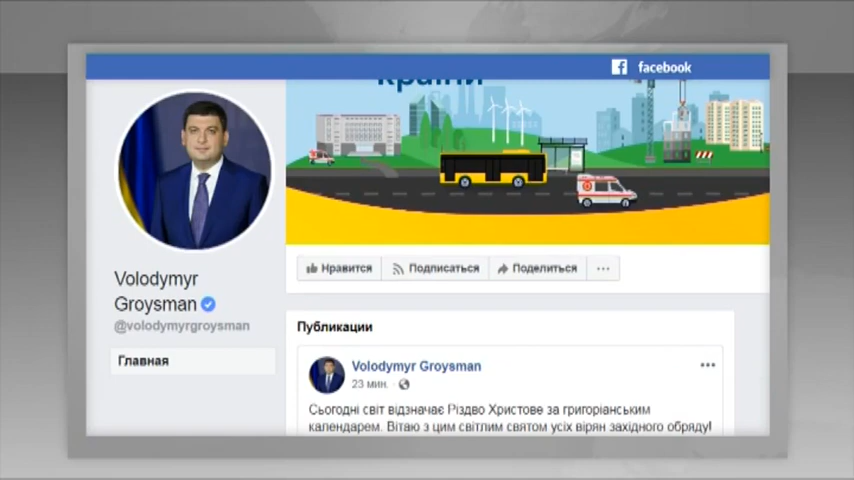 facebook
країни
Volodymyr
Groysman
@volodymyrgroysman
Главная
Нравится
Подписаться
Поделиться
Публикации
Volodymyr Groysman
23 мин.
Сьогодні світ відзначає Різдво Христове за григоріанським
календарем. Вітаю з цим світлим святом усіх вірян західного обряду!